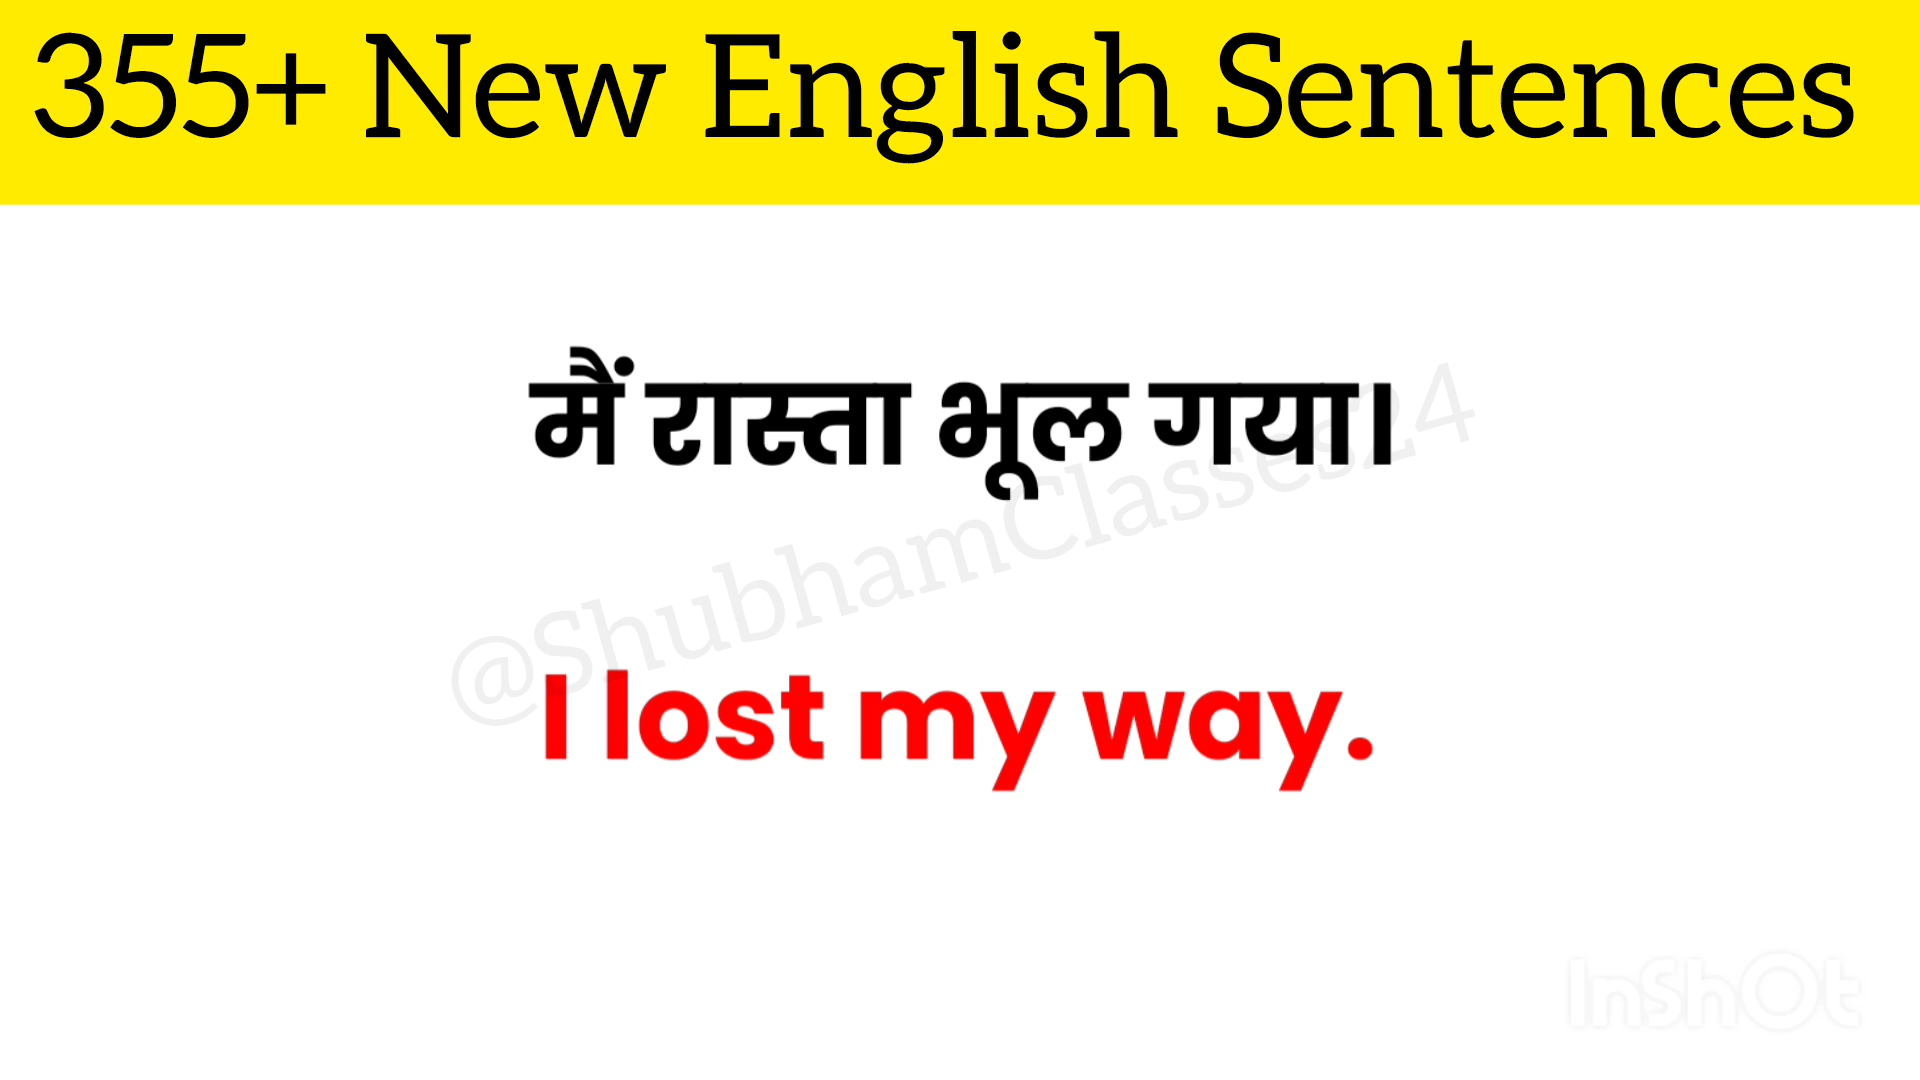 355+ New English Sentences
मैं रास्ता भूल गया।
@ShubhamClasses24
I lost my way.
InShOt